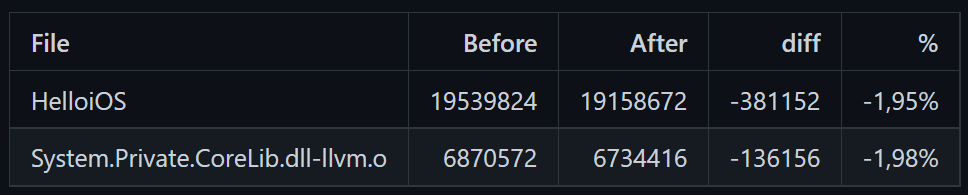 File Before After diff %
HelloiOS 19539824 19158672 -381152 -1,95%
System.Private.CoreLib.dll-llvm.o 6870572 6734416 -136156 -1,98%